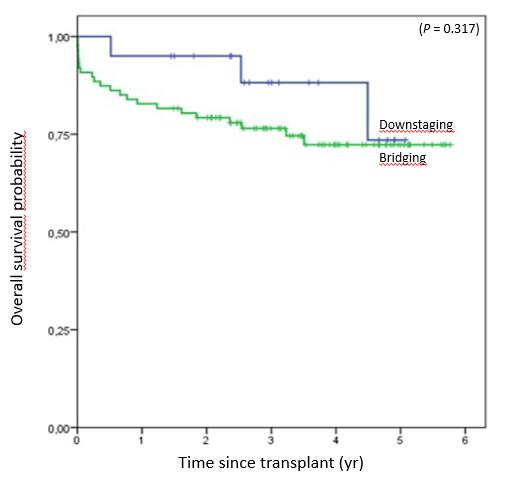 (P = 0.317)
1,00
0,75
0,50
0,25
0,00
Overall survival probability
Downstaging
Bridging
0 1 2 3 4 5 6
Time since transplant (yr)